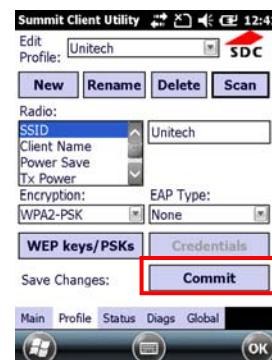 Summit Client Utility 12:4
Edit Profile: Unitech SDC
New Rename Delete Scan
Radio:
SSID Unitech
Client Name
Power Save
Tx Power
Encryption: EAP Type:
WPA2-PSK None
WEP keys/PSKs Credentials
Save Changes: Commit
Main Profile Status Diags Global
OK